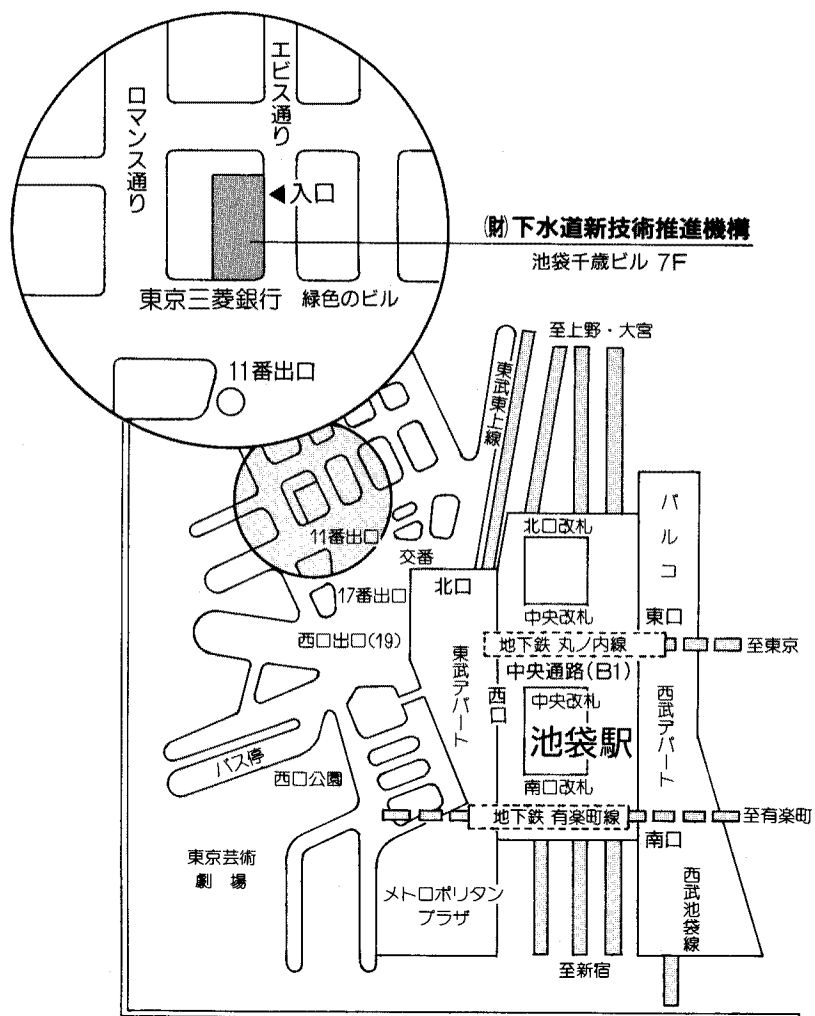 エビス通り
ロマンス通り
入口
(財)下水道新技術推進機構
池袋千歳ビル 7F
東京三菱銀行
緑色のビル
11番出口
至上野・大宮
東武東上線
パルコ
北口改札
11番出口
交番
北口
17番出口
中央改札
東口
西口出口(19)
地下鉄 丸ノ内線
至東京
中央通路(B1)
東武デパート
西口
中央改札
西武デパート
池袋駅
バス停
西口公園
南口改札
地下鉄 有楽町線
至有楽町
南口
東京芸術
劇場
メトロポリタン
プラザ
西武池袋線
至新宿